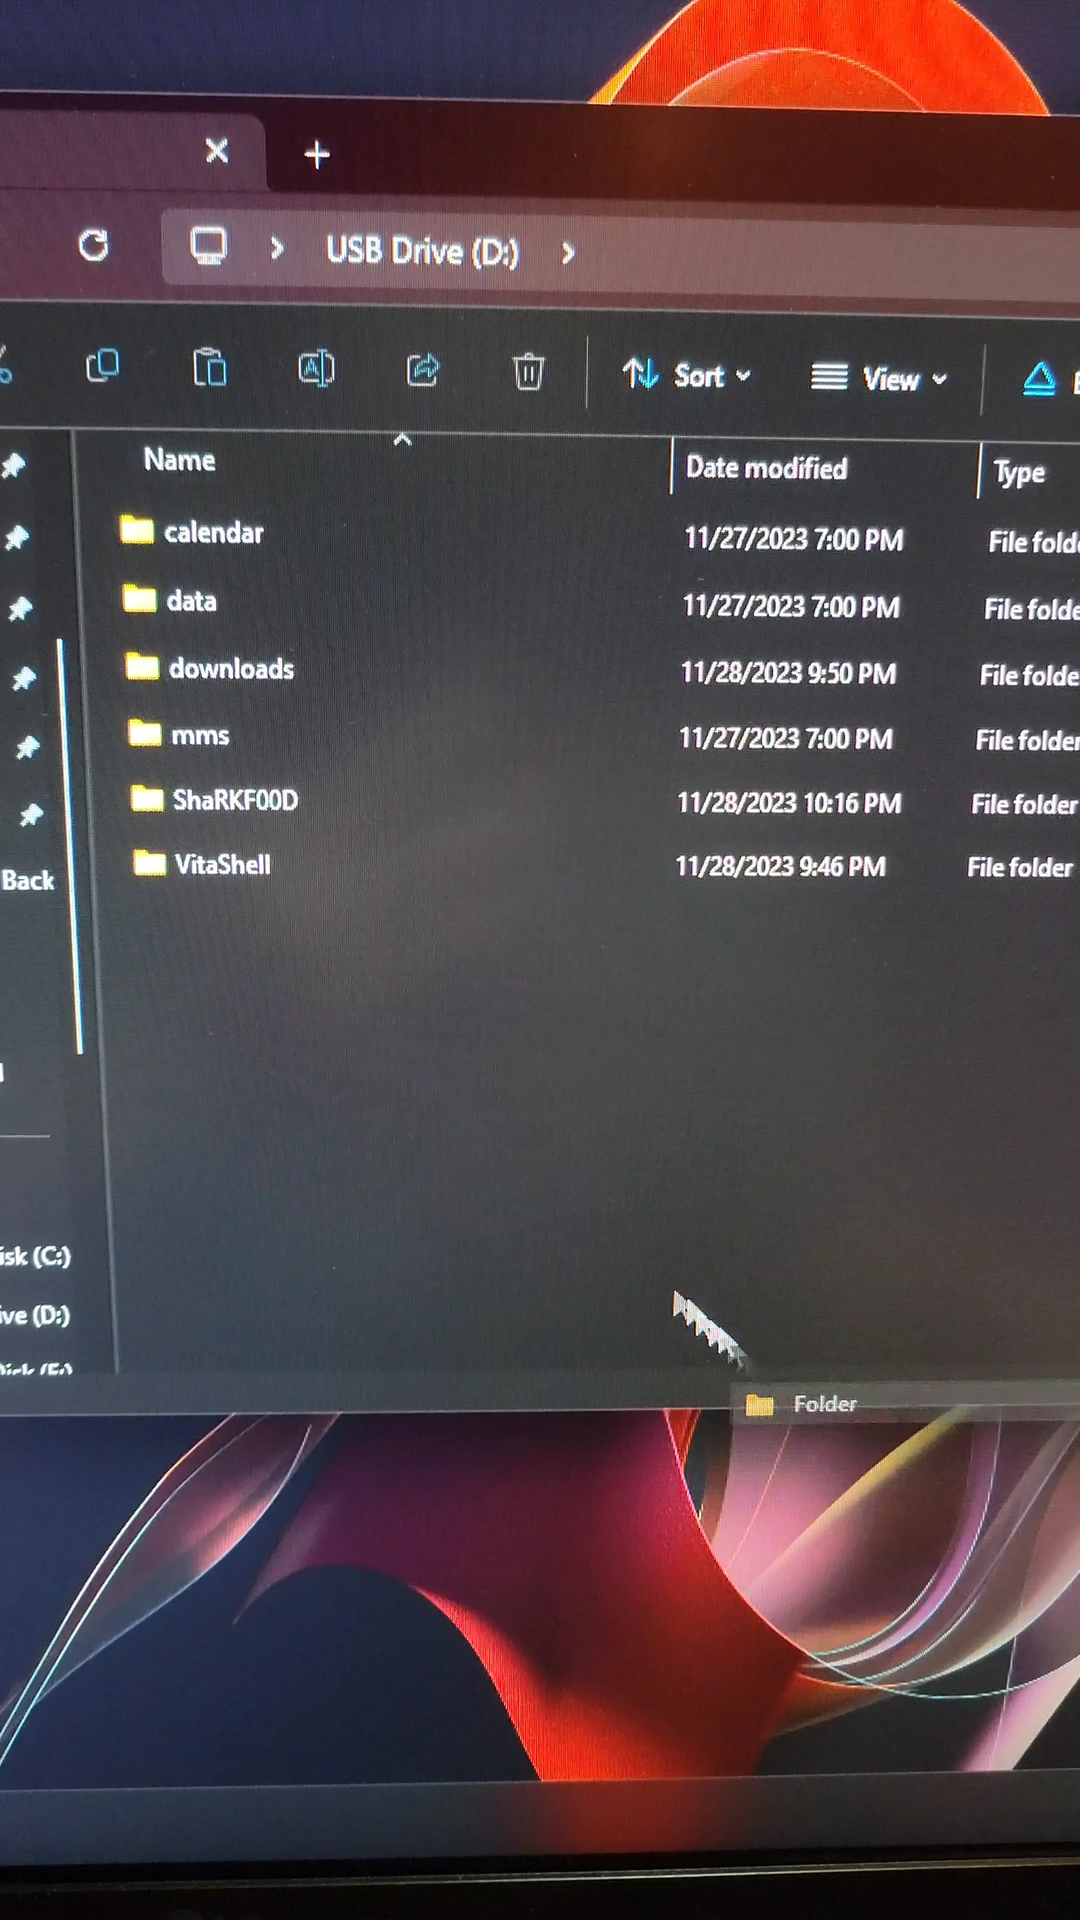 USB Drive (D:)
Sort
View
Name
Date modified
Type
calendar
11/27/2023 7:00 PM
File folde
data
11/27/2023 7:00 PM
File folde
downloads
11/28/2023 9:50 PM
File folde
mms
11/27/2023 7:00 PM
File folder
ShaRKF00D
11/28/2023 10:16 PM
File folder
VitaShell
11/28/2023 9:46 PM
File folder
Back
isk (C:)
ive (D:)
Folder